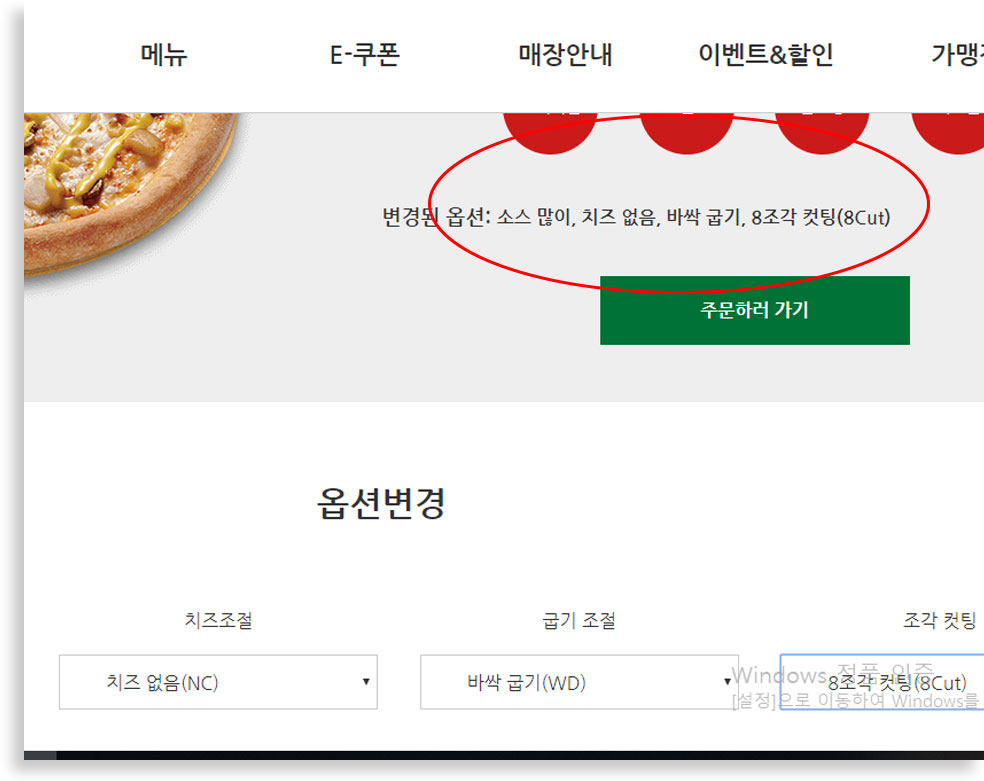 메뉴 E-쿠폰 매장안내 이벤트&할인 가맹
변경된 옵션: 소스 많이, 치즈 없음, 바싹 굽기, 8조각 컷팅(8Cut)
주문하러 가기
옵션변경
치즈조절 굽기 조절 조각 컷팅
치즈 없음(NC) 바싹 굽기(WD) 8조각 컷팅(8Cut)
Windows 정품 인증
[설정]으로 이동하여 Windows를